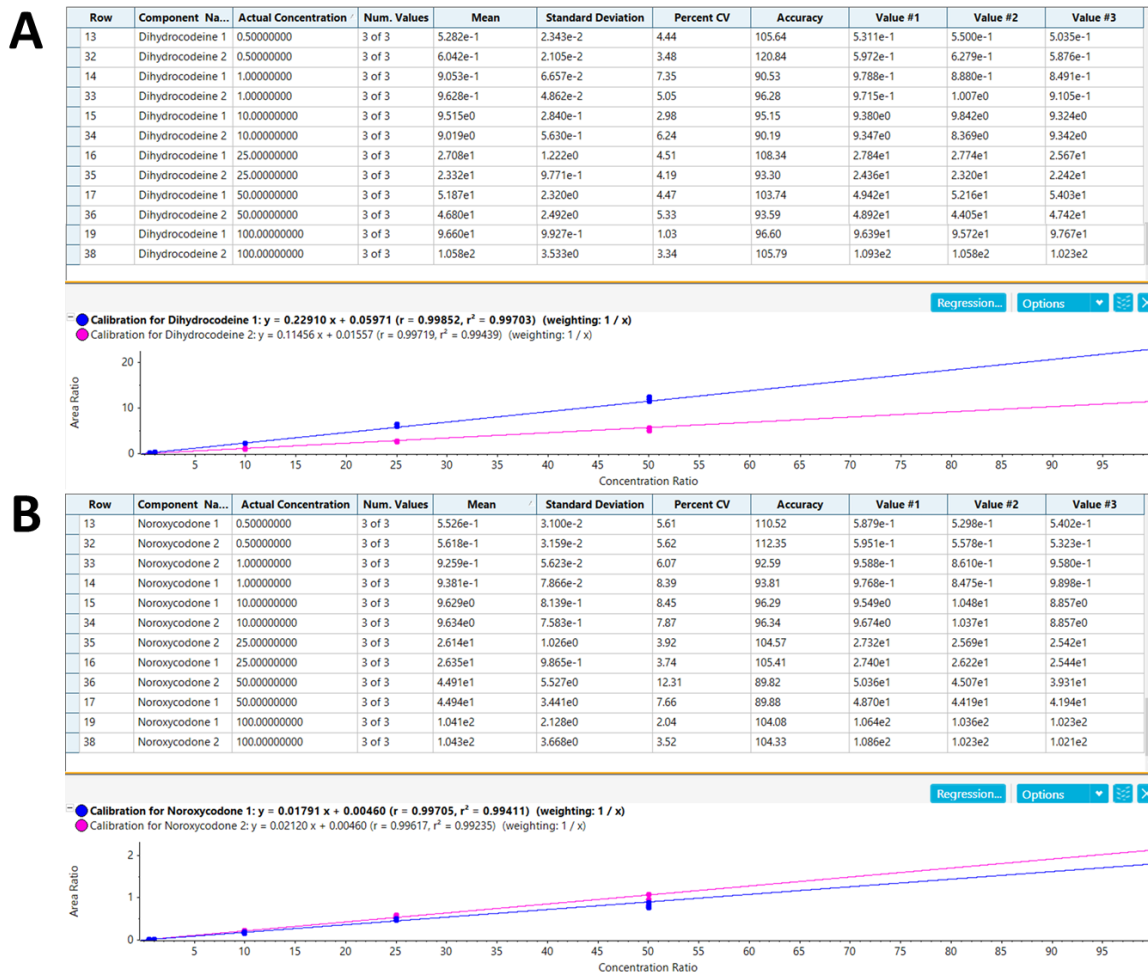 A
Row Component Na... Actual Concentration Num. Values Mean Standard Deviation Percent CV Accuracy Value #1 Value #2 Value #3
13 Dihydrocodeine 1 0.50000000 3 of 3 5.282e-1 2.343e-2 4.44 105.64 5.311e-1 5.500e-1 5.035e-1
32 Dihydrocodeine 2 0.50000000 3 of 3 6.042e-1 2.105e-2 3.48 120.84 5.972e-1 6.279e-1 5.876e-1
14 Dihydrocodeine 1 1.00000000 3 of 3 9.053e-1 6.657e-2 7.35 90.53 9.788e-1 8.880e-1 8.491e-1
33 Dihydrocodeine 2 1.00000000 3 of 3 9.628e-1 4.862e-2 5.05 96.28 9.715e-1 1.007e0 9.105e-1
15 Dihydrocodeine 1 10.00000000 3 of 3 9.515e0 2.840e-1 2.98 95.15 9.380e0 9.842e0 9.324e0
34 Dihydrocodeine 2 10.00000000 3 of 3 9.019e0 5.630e-1 6.24 90.19 9.347e0 8.369e0 9.342e0
16 Dihydrocodeine 1 25.00000000 3 of 3 2.708e1 1.222e0 4.51 108.34 2.784e1 2.774e1 2.567e1
35 Dihydrocodeine 2 25.00000000 3 of 3 2.332e1 9.771e-1 4.19 93.30 2.436e1 2.320e1 2.242e1
17 Dihydrocodeine 1 50.00000000 3 of 3 5.187e1 2.320e0 4.47 103.74 4.942e1 5.216e1 5.403e1
36 Dihydrocodeine 2 50.00000000 3 of 3 4.680e1 2.492e0 5.33 93.59 4.892e1 4.405e1 4.742e1
19 Dihydrocodeine 1 100.00000000 3 of 3 9.660e1 9.927e-1 1.03 96.60 9.639e1 9.572e1 9.767e1
38 Dihydrocodeine 2 100.00000000 3 of 3 1.058e2 3.533e0 3.34 105.79 1.093e2 1.058e2 1.023e2
Regression... Options
Calibration for Dihydrocodeine 1: y = 0.22910 x + 0.05971 (r = 0.99852, r² = 0.99703) (weighting: 1 / x)
Calibration for Dihydrocodeine 2: y = 0.11456 x + 0.01557 (r = 0.99719, r² = 0.99439) (weighting: 1 / x)
Area Ratio
20
10
0
5 10 15 20 25 30 35 40 45 50 55 60 65 70 75 80 85 90 95
Concentration Ratio
B
Row Component Na... Actual Concentration Num. Values Mean Standard Deviation Percent CV Accuracy Value #1 Value #2 Value #3
13 Noroxycodone 1 0.50000000 3 of 3 5.526e-1 3.100e-2 5.61 110.52 5.879e-1 5.298e-1 5.402e-1
32 Noroxycodone 2 0.50000000 3 of 3 5.618e-1 3.159e-2 5.62 112.35 5.951e-1 5.578e-1 5.323e-1
33 Noroxycodone 2 1.00000000 3 of 3 9.259e-1 5.623e-2 6.07 92.59 9.588e-1 8.610e-1 9.580e-1
14 Noroxycodone 1 1.00000000 3 of 3 9.381e-1 7.866e-2 8.39 93.81 9.768e-1 8.475e-1 9.898e-1
15 Noroxycodone 1 10.00000000 3 of 3 9.629e0 8.139e-1 8.45 96.29 9.549e0 1.048e1 8.857e0
34 Noroxycodone 2 10.00000000 3 of 3 9.634e0 7.583e-1 7.87 96.34 9.674e0 1.037e1 8.857e0
35 Noroxycodone 2 25.00000000 3 of 3 2.614e1 1.026e0 3.92 104.57 2.732e1 2.569e1 2.542e1
16 Noroxycodone 1 25.00000000 3 of 3 2.635e1 9.865e-1 3.74 105.41 2.740e1 2.622e1 2.544e1
36 Noroxycodone 2 50.00000000 3 of 3 4.491e1 5.527e0 12.31 89.82 5.036e1 4.507e1 3.931e1
17 Noroxycodone 1 50.00000000 3 of 3 4.494e1 3.441e0 7.66 89.88 4.870e1 4.419e1 4.194e1
19 Noroxycodone 1 100.00000000 3 of 3 1.041e2 2.128e0 2.04 104.08 1.064e2 1.036e2 1.023e2
38 Noroxycodone 2 100.00000000 3 of 3 1.043e2 3.668e0 3.52 104.33 1.086e2 1.023e2 1.021e2
Regression... Options
Calibration for Noroxycodone 1: y = 0.01791 x + 0.00460 (r = 0.99705, r² = 0.99411) (weighting: 1 / x)
Calibration for Noroxycodone 2: y = 0.02120 x + 0.00460 (r = 0.99617, r² = 0.99235) (weighting: 1 / x)
Area Ratio
2
1
0
5 10 15 20 25 30 35 40 45 50 55 60 65 70 75 80 85 90 95
Concentration Ratio